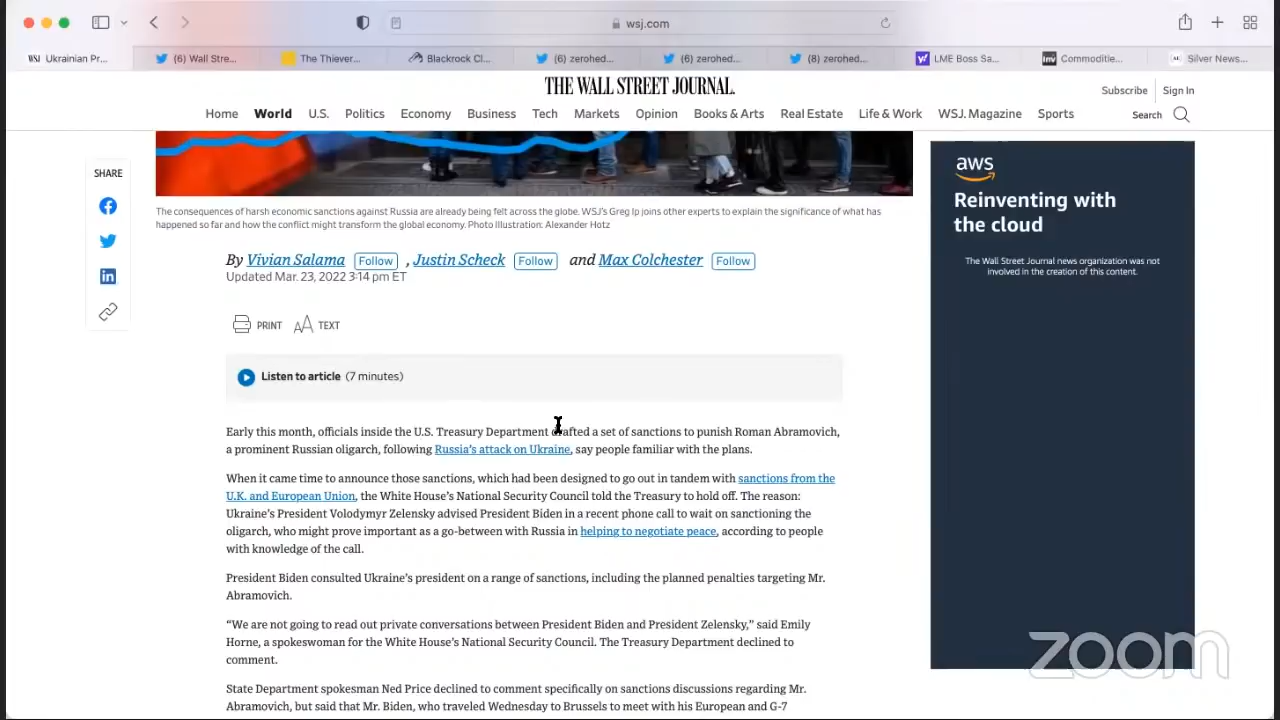 wsj.com
WSJ Ukrainian Pr...
(6) Wall Stre...
The Thiever...
Blackrock Cl...
(6) zerohed...
(6) zerohed...
(8) zerohed...
LME Boss Sa...
inv Commoditie...
Silver News...
THE WALL STREET JOURNAL.
Subscribe Sign In
Home World U.S. Politics Economy Business Tech Markets Opinion Books & Arts Real Estate Life & Work WSJ. Magazine Sports Search
SHARE
The consequences of harsh economic sanctions against Russia are already being felt across the globe. WSJ's Greg Ip joins other experts to explain the significance of what has
happened so far and how the conflict might transform the global economy. Photo Illustration: Alexander Hotz
By Vivian Salama Follow , Justin Scheck Follow and Max Colchester Follow
Updated Mar. 23, 2022 3:14 pm ET
PRINT AA TEXT
Listen to article (7 minutes)
Early this month, officials inside the U.S. Treasury Department drafted a set of sanctions to punish Roman Abramovich,
a prominent Russian oligarch, following Russia's attack on Ukraine, say people familiar with the plans.
When it came time to announce those sanctions, which had been designed to go out in tandem with sanctions from the
U.K. and European Union, the White House's National Security Council told the Treasury to hold off. The reason:
Ukraine's President Volodymyr Zelensky advised President Biden in a recent phone call to wait on sanctioning the
oligarch, who might prove important as a go-between with Russia in helping to negotiate peace, according to people
with knowledge of the call.
President Biden consulted Ukraine's president on a range of sanctions, including the planned penalties targeting Mr.
Abramovich.
“We are not going to read out private conversations between President Biden and President Zelensky,” said Emily
Horne, a spokeswoman for the White House's National Security Council. The Treasury Department declined to
comment.
State Department spokesman Ned Price declined to comment specifically on sanctions discussions regarding Mr.
Abramovich, but said that Mr. Biden, who traveled Wednesday to Brussels to meet with his European and G-7
aws
Reinventing with
the cloud
The Wall Street Journal news organization was not
involved in the creation of this content.
zoom